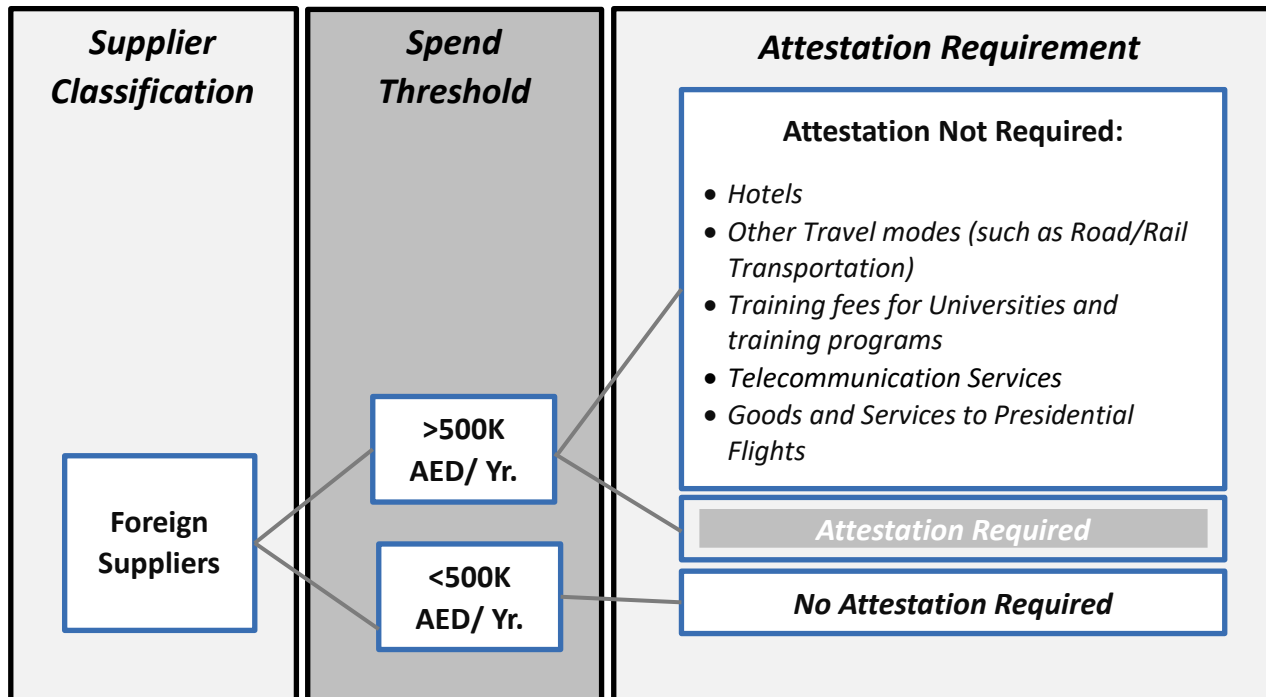 Supplier
Classification
Spend
Threshold
Attestation Requirement
Attestation Not Required:
• Hotels
• Other Travel modes (such as Road/Rail
Transportation)
• Training fees for Universities and
training programs
• Telecommunication Services
• Goods and Services to Presidential
Flights
>500K
AED/ Yr.
Foreign
Suppliers
Attestation Required
<500K
AED/ Yr.
No Attestation Required